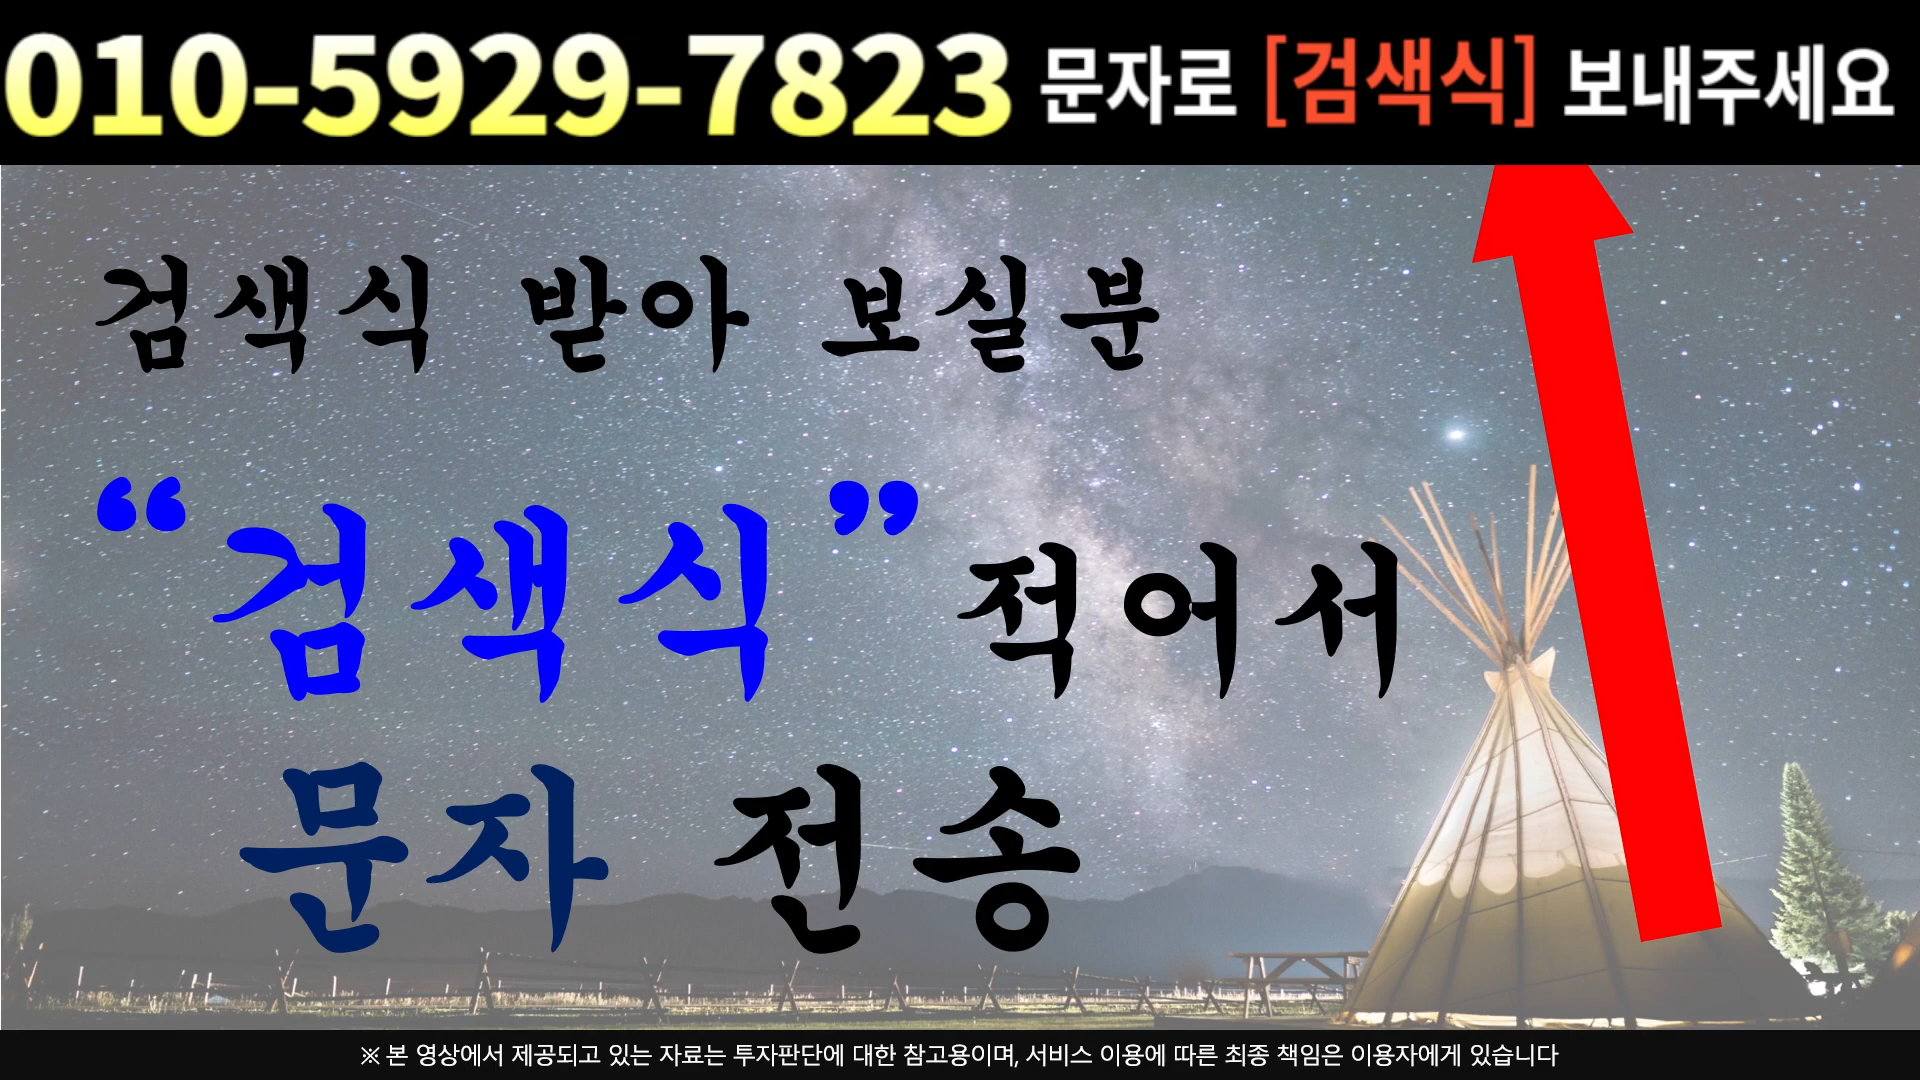 010-5929-7823 문자로 [검색식] 보내주세요
검색식 받아 보실분
“검색식” 적어서
문자 전송
※ 본 영상에서 제공되고 있는 자료는 투자판단에 대한 참고용이며, 서비스 이용에 따른 최종 책임은 이용자에게 있습니다